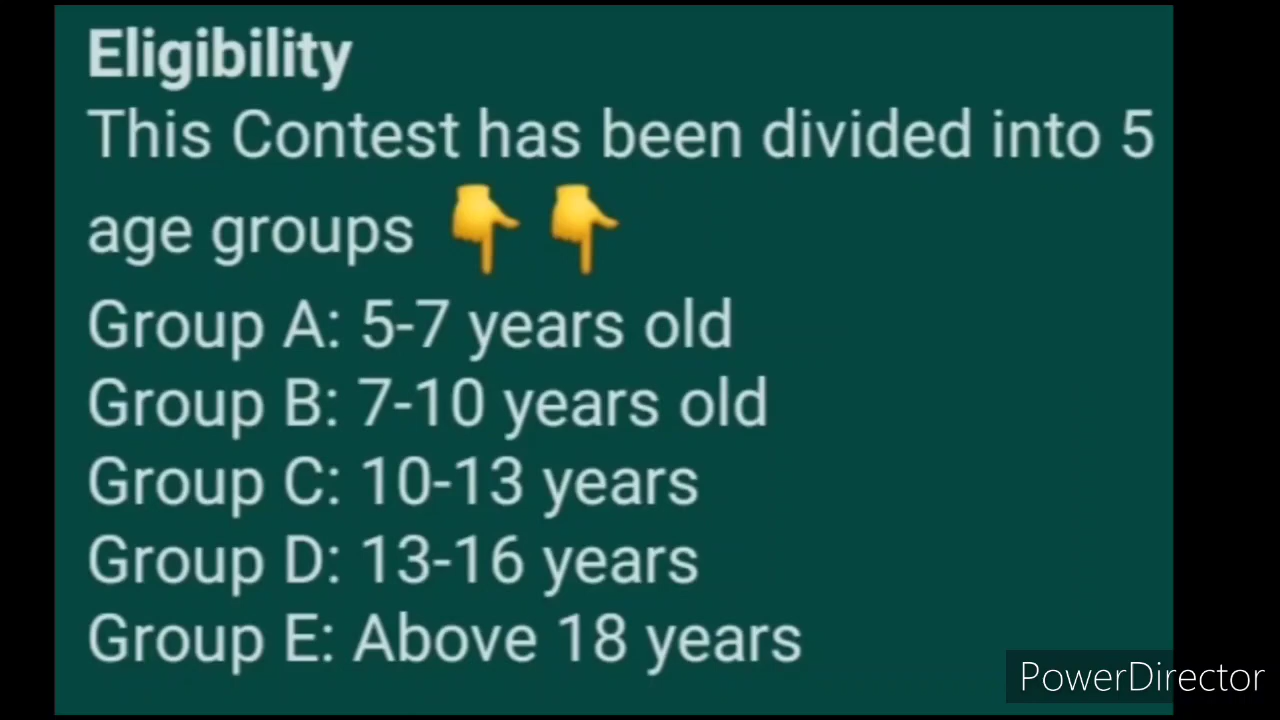 Eligibility
This Contest has been divided into 5
age groups 👇👇
Group A: 5-7 years old
Group B: 7-10 years old
Group C: 10-13 years
Group D: 13-16 years
Group E: Above 18 years
PowerDirector